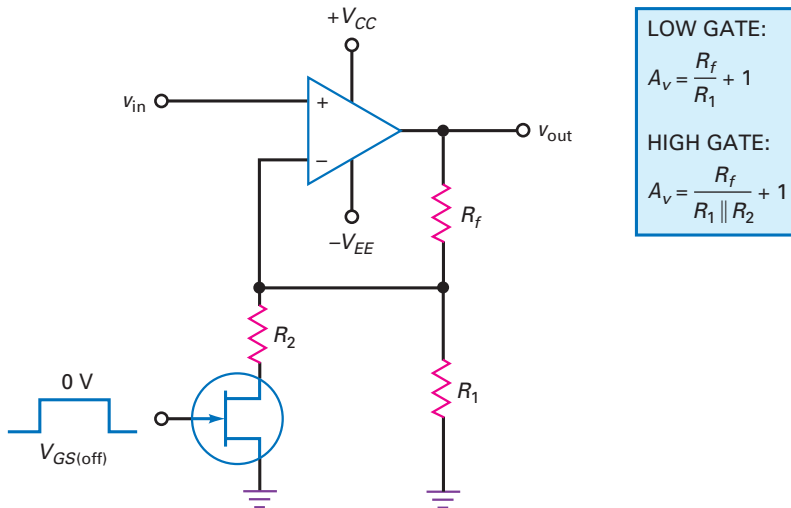 +V_CC
v_in
+
−
v_out
−V_EE
R_f
R_2
R_1
0 V
V_GS(off)
LOW GATE:
A_v = R_f / R_1 + 1
HIGH GATE:
A_v = R_f / (R_1 ∥ R_2) + 1